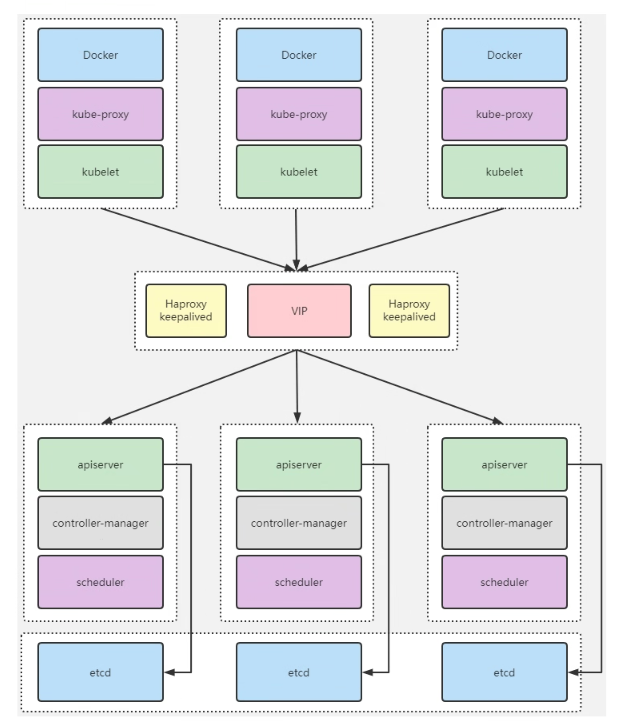 Docker
Docker
Docker
kube-proxy
kube-proxy
kube-proxy
kubelet
kubelet
kubelet
Haproxy
keepalived
VIP
Haproxy
keepalived
apiserver
apiserver
apiserver
controller-manager
controller-manager
controller-manager
scheduler
scheduler
scheduler
etcd
etcd
etcd